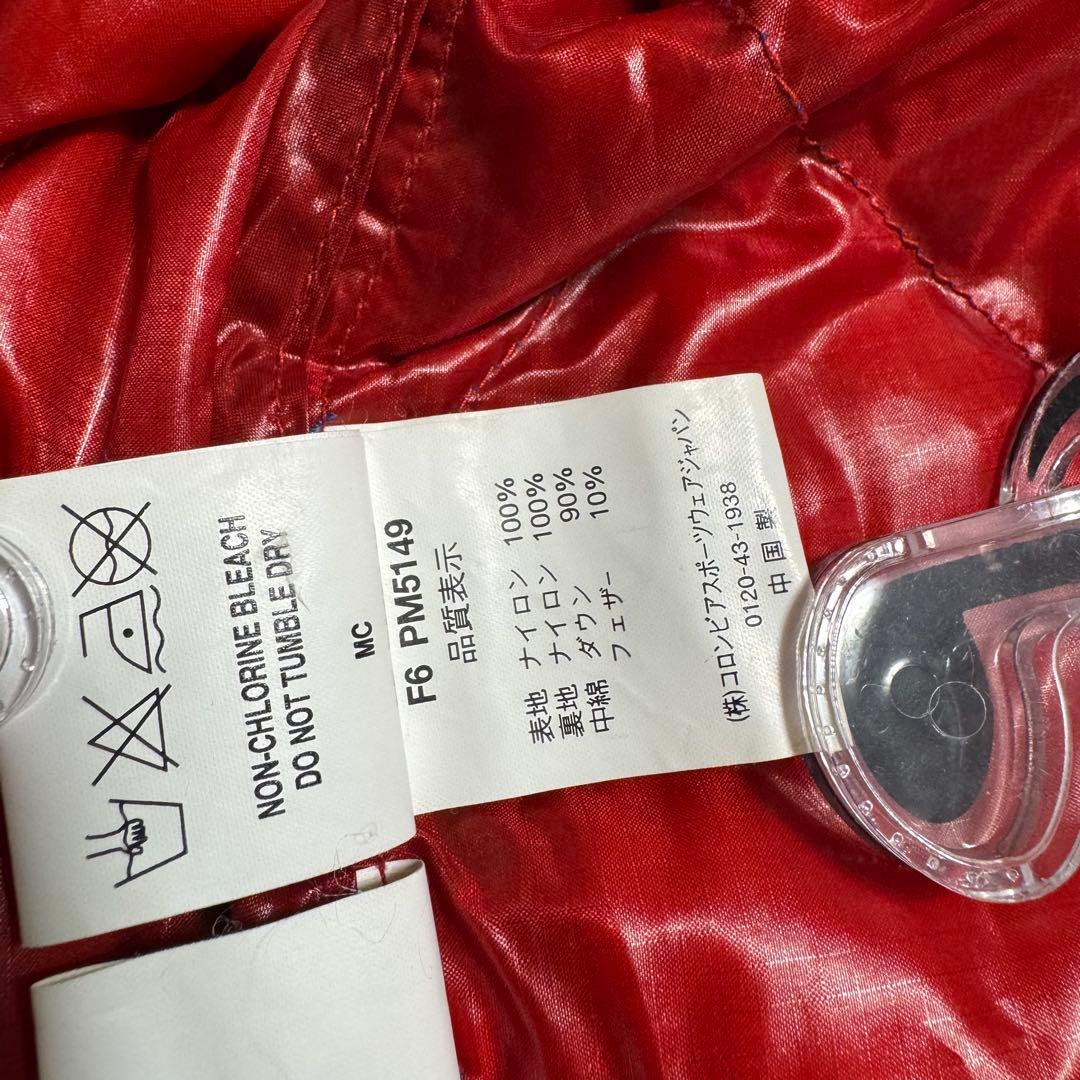 NON-CHLORINE BLEACH
DO NOT TUMBLE DRY
MC
F6 PM5149
品質表示
表地 ナイロン 100%
裏地 ナイロン 100%
中綿 ダウン 90%
フェザー 10%
(株)コロンビアスポーツウェアジャパン
0120-43-1938
中国製